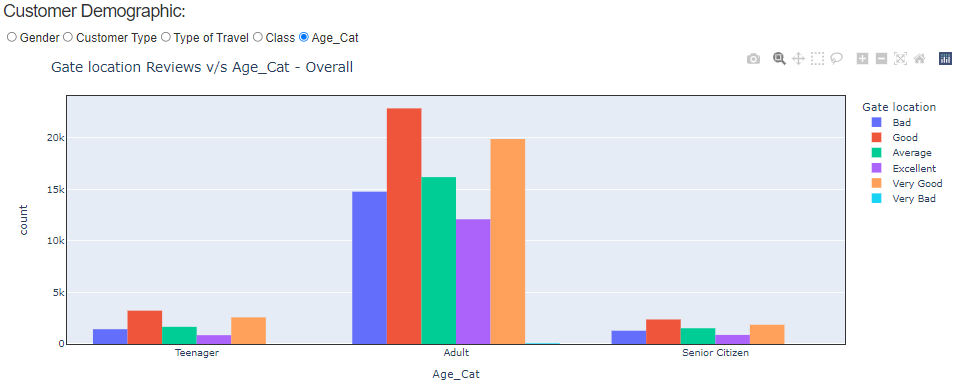 Customer Demographic:
Gender Customer Type Type of Travel Class Age_Cat
Gate location Reviews v/s Age_Cat - Overall
Gate location
Bad
Good
Average
Excellent
Very Good
Very Bad
20k
15k
10k
5k
0
count
Teenager Adult Senior Citizen
Age_Cat